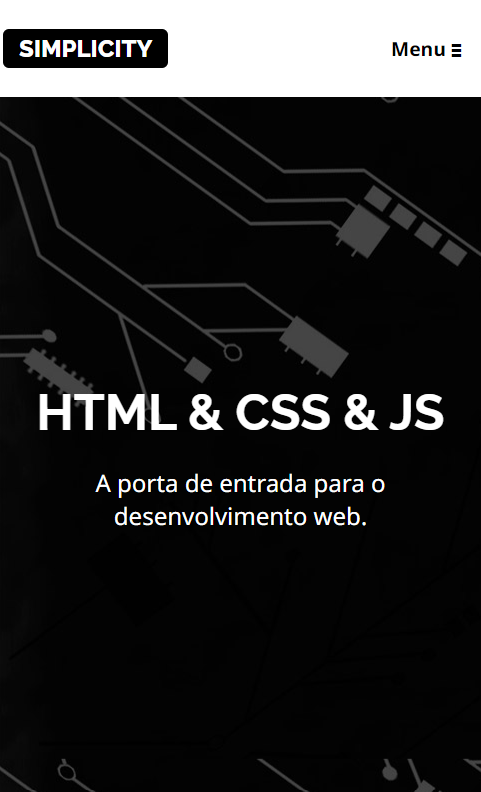 SIMPLICITY
Menu
HTML & CSS & JS
A porta de entrada para o
desenvolvimento web.